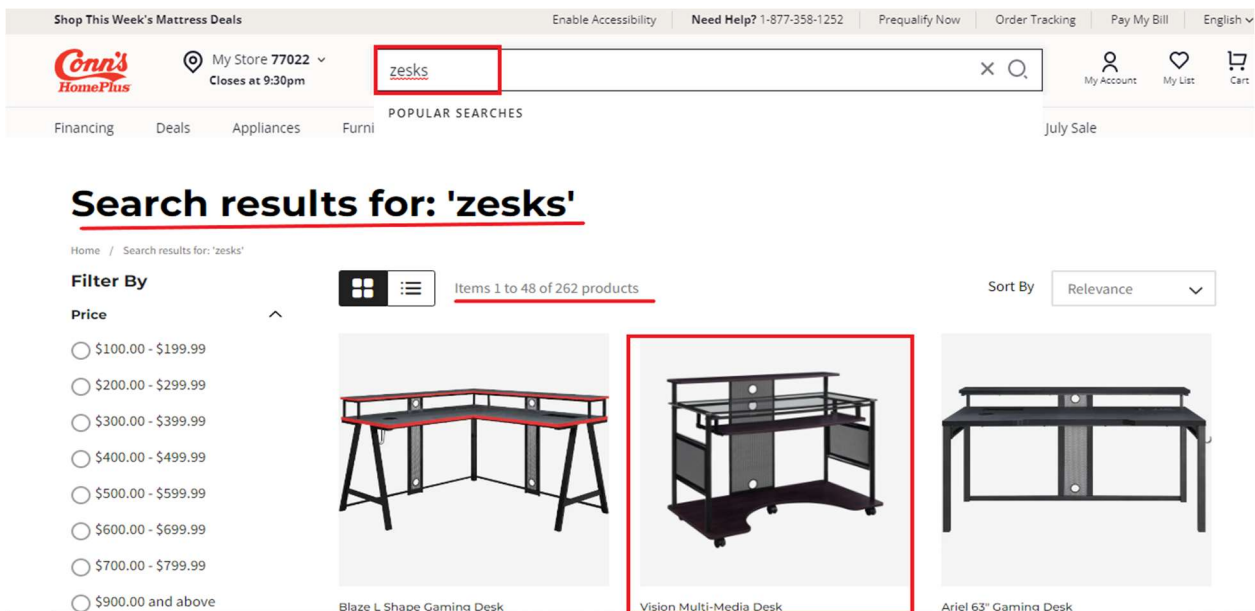 Shop This Week's Mattress Deals
Enable Accessibility
Need Help? 1-877-358-1252
Prequalify Now
Order Tracking
Pay My Bill
English
Conn's
HomePlus
My Store 77022
Closes at 9:30pm
zesks
My Account
My List
Cart
POPULAR SEARCHES
Financing
Deals
Appliances
Furni
July Sale
Search results for: 'zesks'
Home / Search results for: 'zesks'
Filter By
Items 1 to 48 of 262 products
Sort By
Relevance
Price
$100.00 - $199.99
$200.00 - $299.99
$300.00 - $399.99
$400.00 - $499.99
$500.00 - $599.99
$600.00 - $699.99
$700.00 - $799.99
$900.00 and above
Blaze L Shape Gaming Desk
Vision Multi-Media Desk
Ariel 63" Gaming Desk